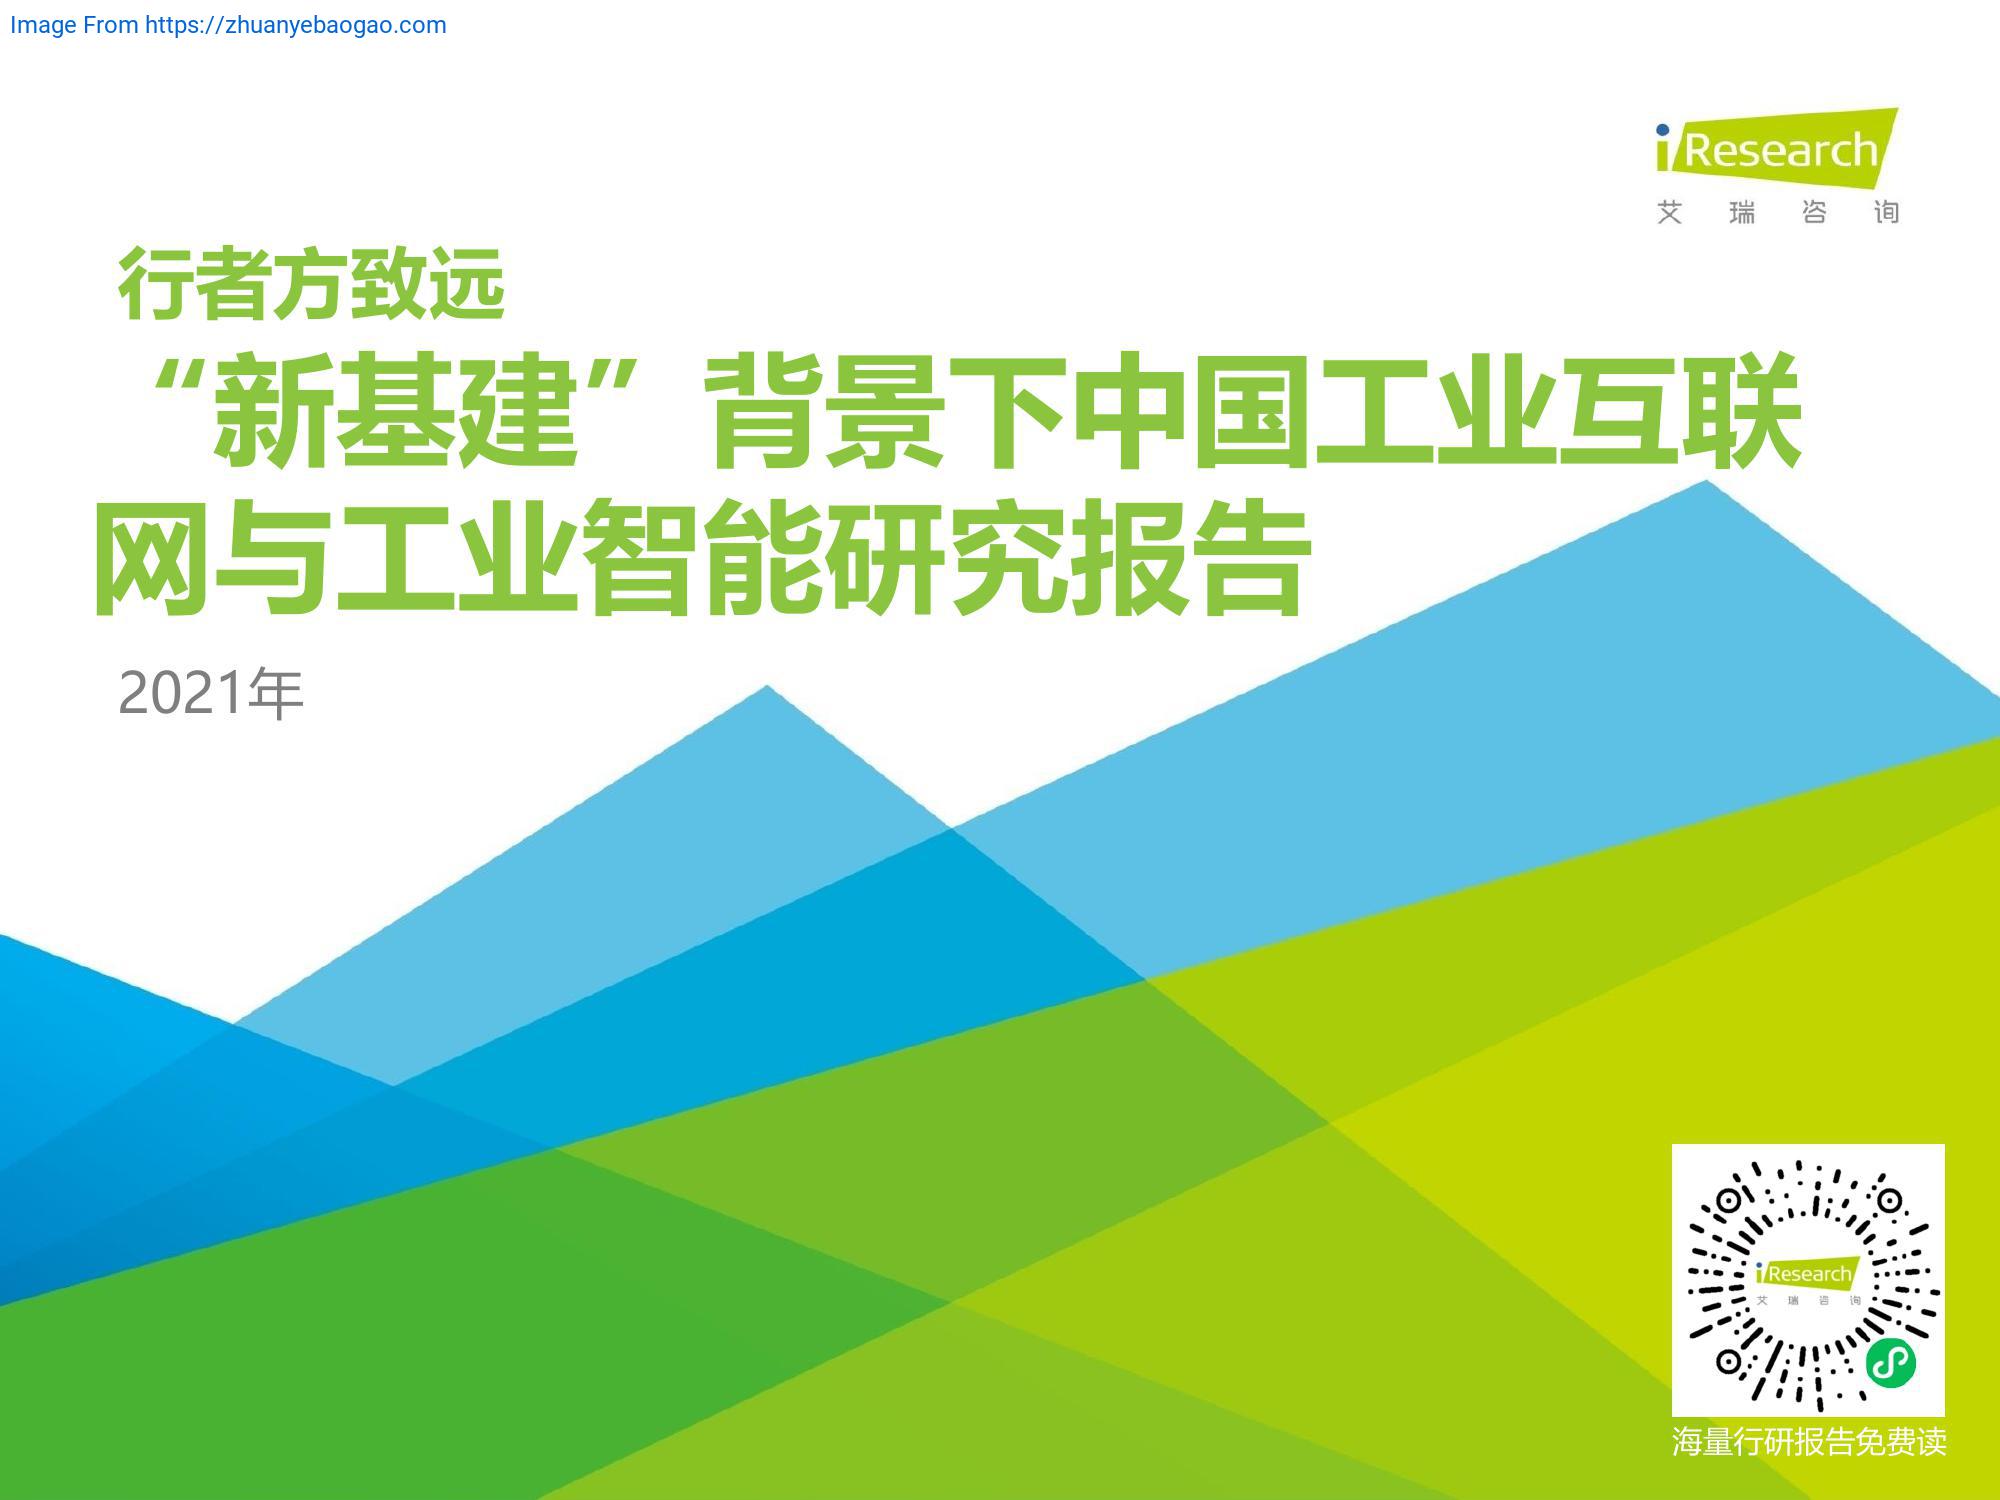 Image From https://zhuanyebaogao.com
iResearch
艾瑞咨询
行者方致远
“新基建”背景下中国工业互联
网与工业智能研究报告
2021年
iResearch
艾瑞咨询
海量行研报告免费读